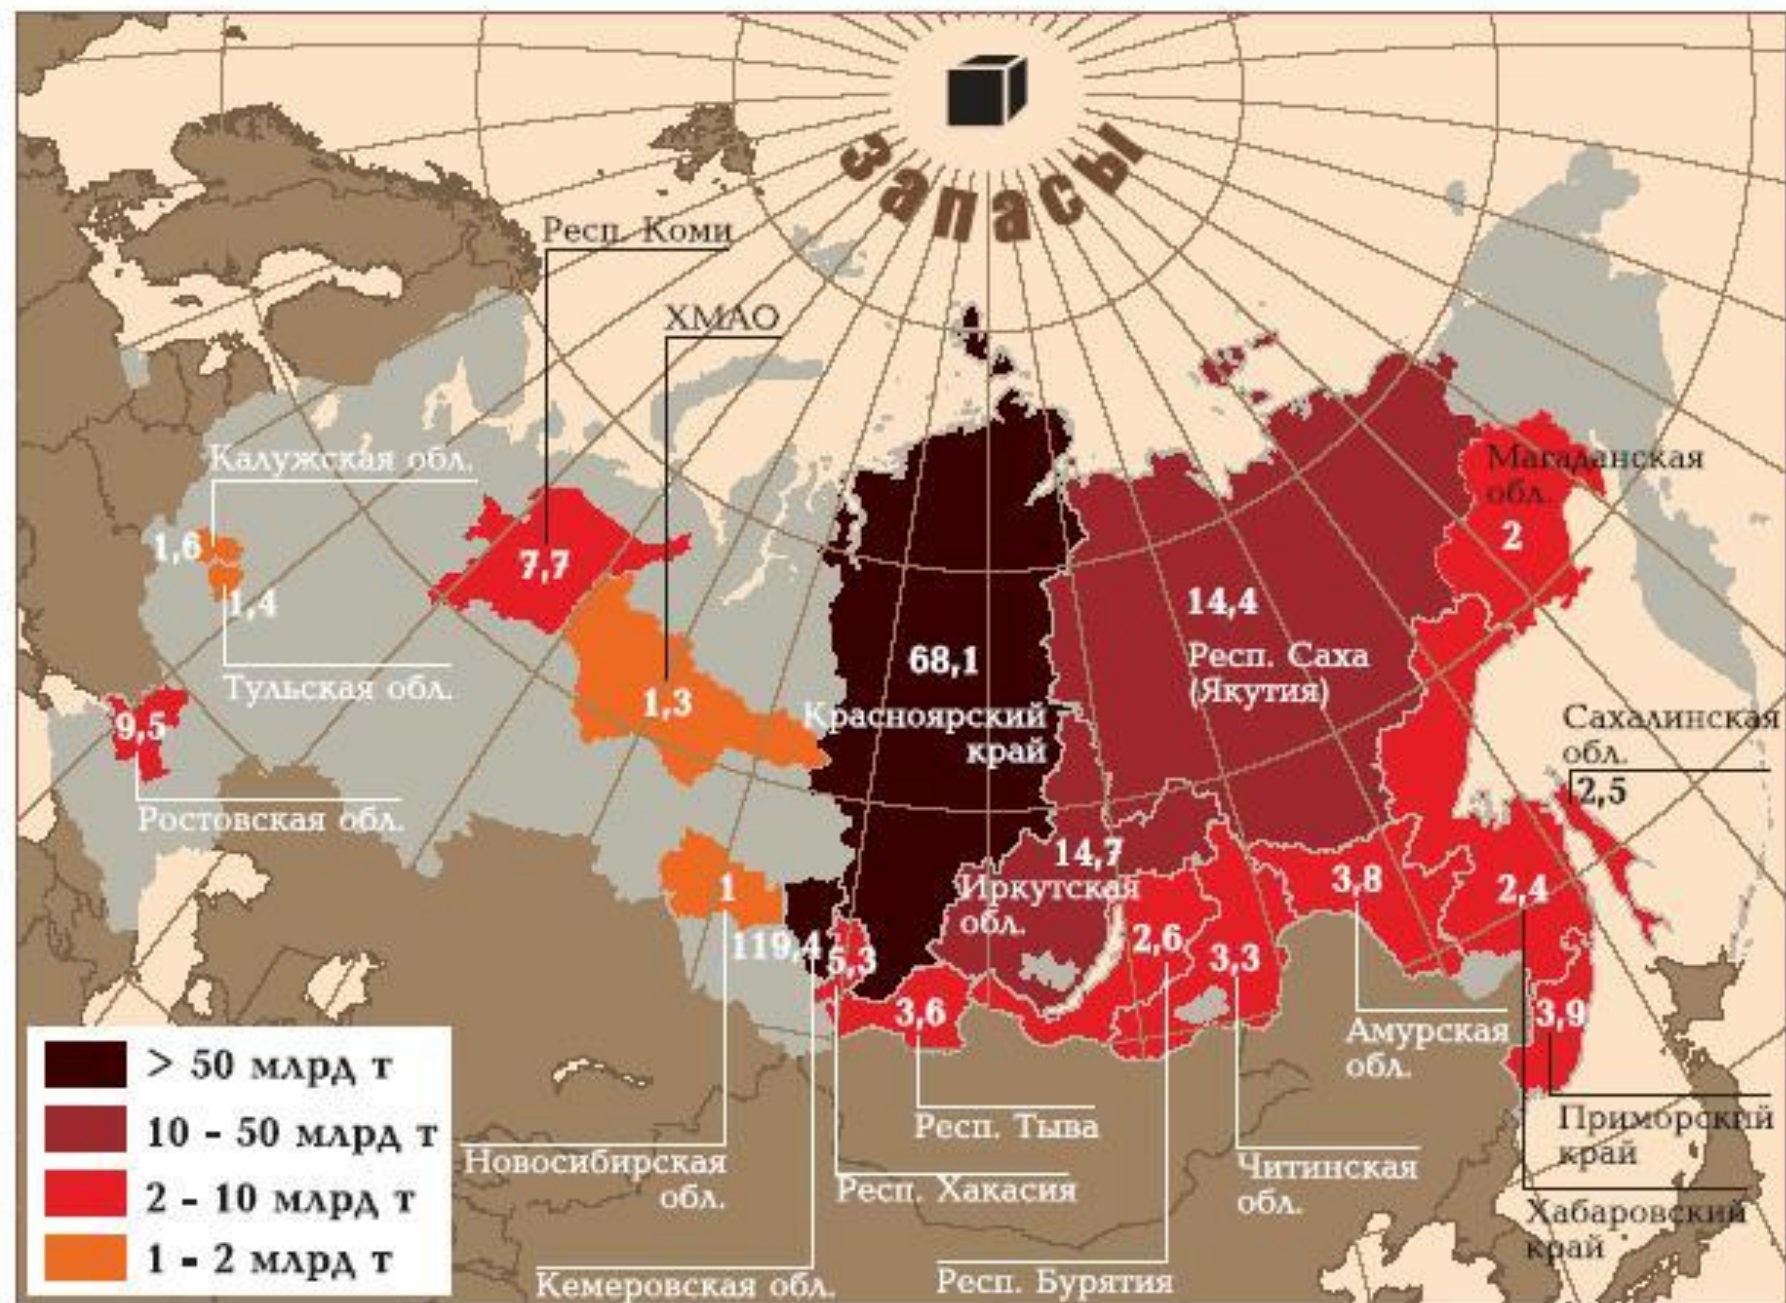 запасы
Респ. Коми
ХМАО
Калужская обл.
Магаданская
обл.
1,6
7,7
2
1,4
14,4
68,1
Респ. Саха
(Якутия)
Тульская обл.
1,3
9,5
Красноярский
край
Сахалинская
обл.
2,5
Ростовская обл.
14,7
Иркутская
обл.
1
3,8
2,4
119,4
5,3
2,6
3,3
3,6
3,9
Амурская
обл.
> 50 млрд т
10 - 50 млрд т
2 - 10 млрд т
1 - 2 млрд т
Респ. Тыва
Приморский
край
Новосибирская
обл.
Респ. Хакасия
Читинская
обл.
Хабаровский
край
Кемеровская обл.
Респ. Бурятия